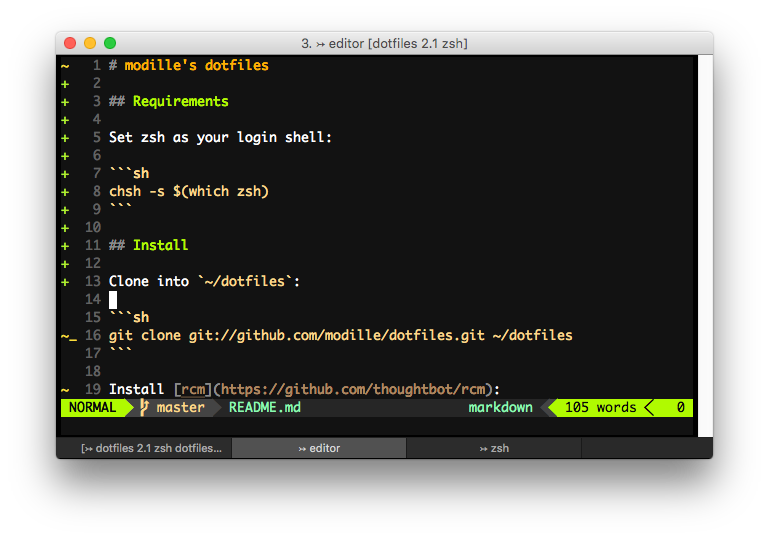 3. ↣ editor [dotfiles 2.1 zsh]
~ 1 # modille's dotfiles
+ 2
+ 3 ## Requirements
+ 4
+ 5 Set zsh as your login shell:
+ 6
+ 7 ```sh
+ 8 chsh -s $(which zsh)
+ 9 ```
+ 10
+ 11 ## Install
+ 12
+ 13 Clone into `~/dotfiles`:
14
15 ```sh
~_ 16 git clone git://github.com/modille/dotfiles.git ~/dotfiles
17 ```
18
~ 19 Install [rcm](https://github.com/thoughtbot/rcm):
NORMAL master README.md markdown 105 words 0
[↣ dotfiles 2.1 zsh dotfiles... ↣ editor ↣ zsh